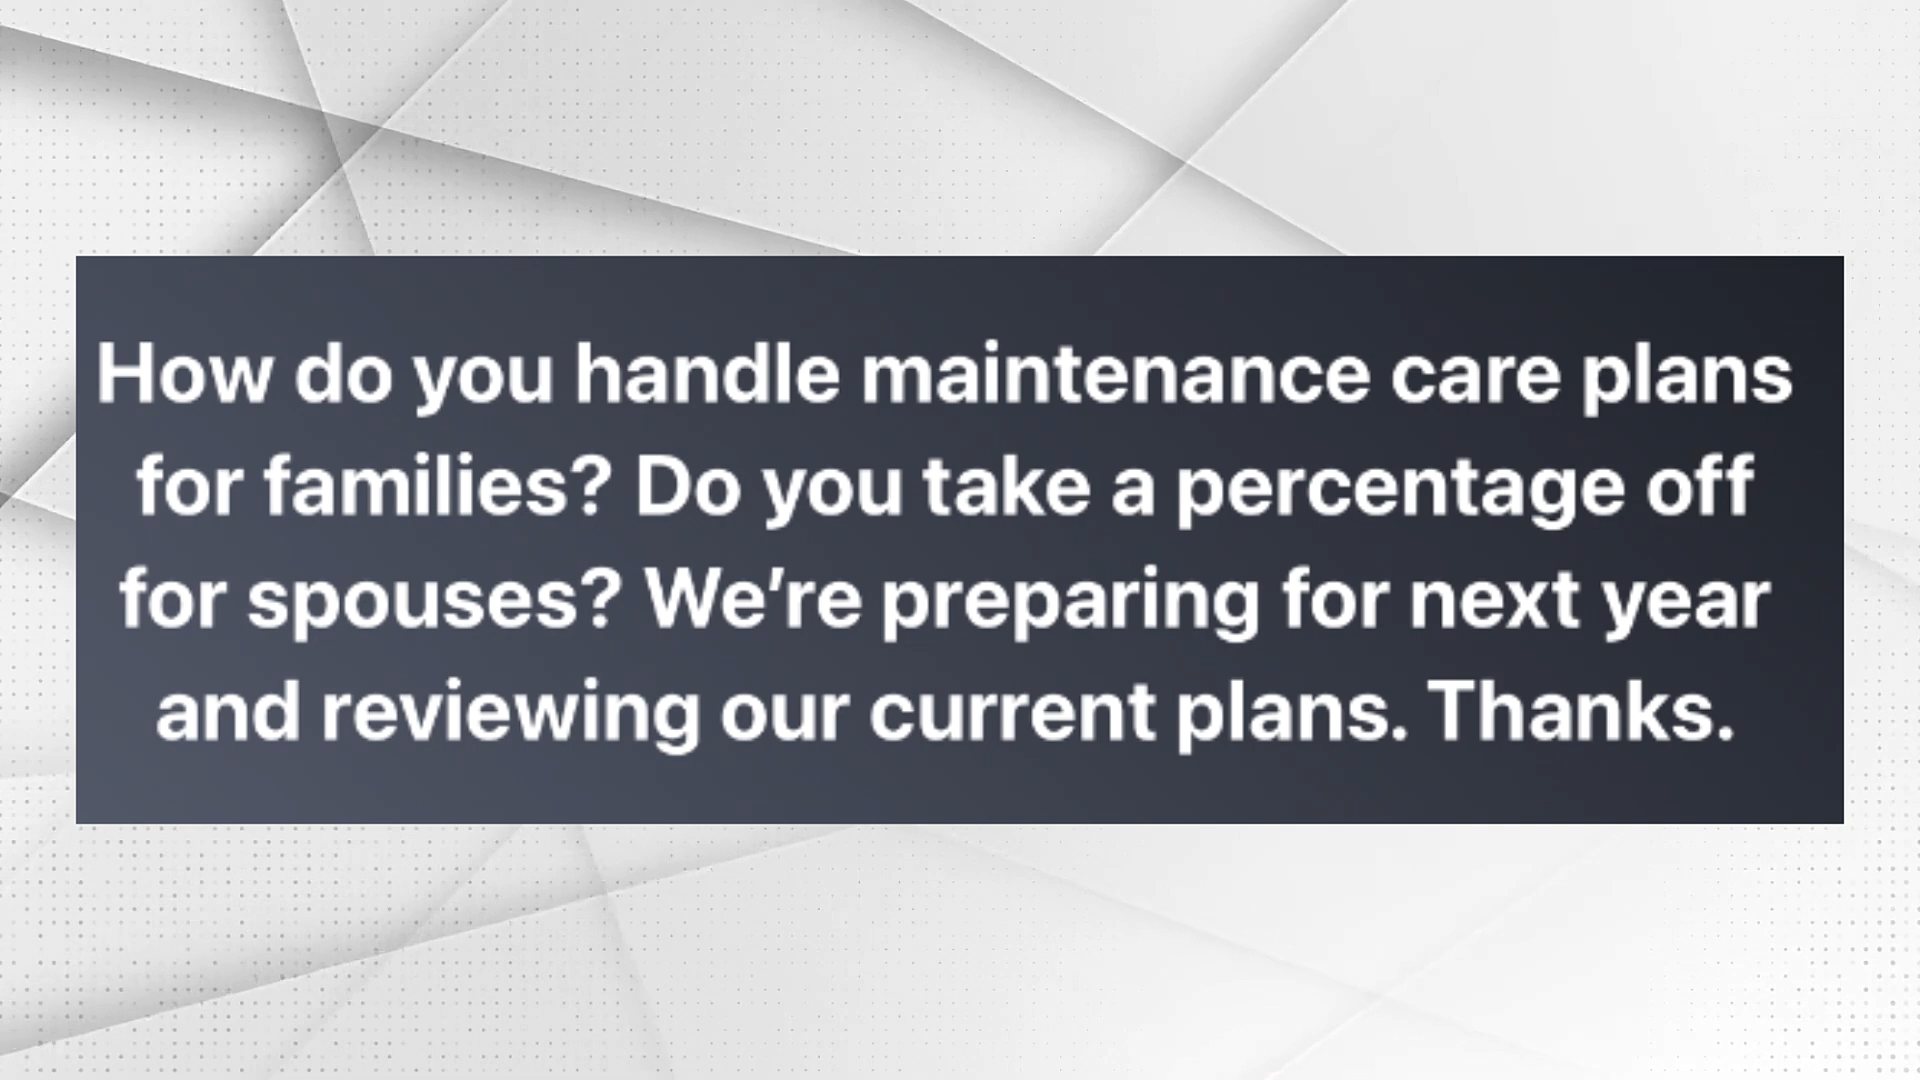 How do you handle maintenance care plans
for families? Do you take a percentage off
for spouses? We’re preparing for next year
and reviewing our current plans. Thanks.